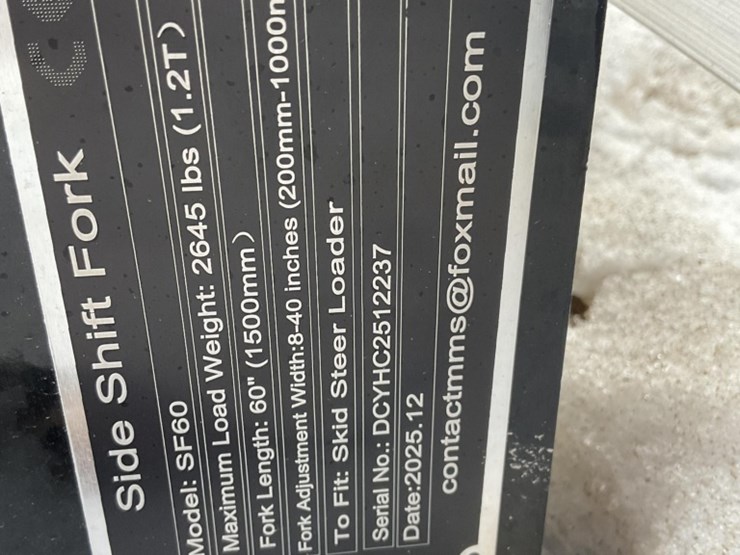 Side Shift Fork
Model: SF60
Maximum Load Weight: 2645 lbs (1.2T)
Fork Length: 60" (1500mm)
Fork Adjustment Width:8-40 inches (200mm-1000m
To Fit: Skid Steer Loader
Serial No.: DCYHC2512237
Date:2025.12
contactmms@foxmail.com